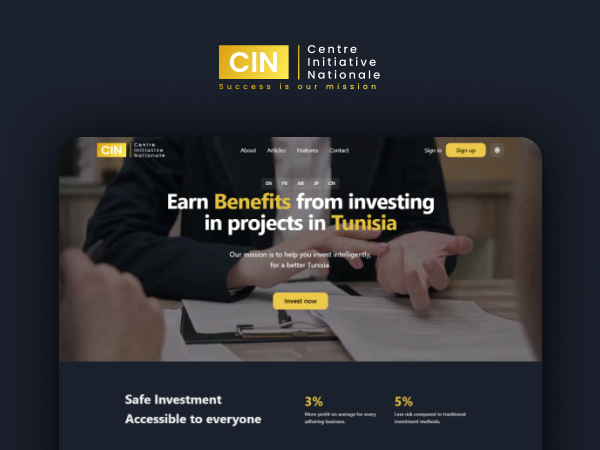 CIN
Centre
Initiative
Nationale
Success is our mission
CIN
Centre
Initiative
Nationale
About Articles Features Contact
Sign in Sign up
EN FR AR JP CN
Earn Benefits from investing
in projects in Tunisia
Our mission is to help you invest intelligently,
for a better Tunisia.
Invest now
Safe Investment
Accessible to everyone
3%
More profit on average for every
adhering business.
5%
Less risk compared to traditional
investment methods.